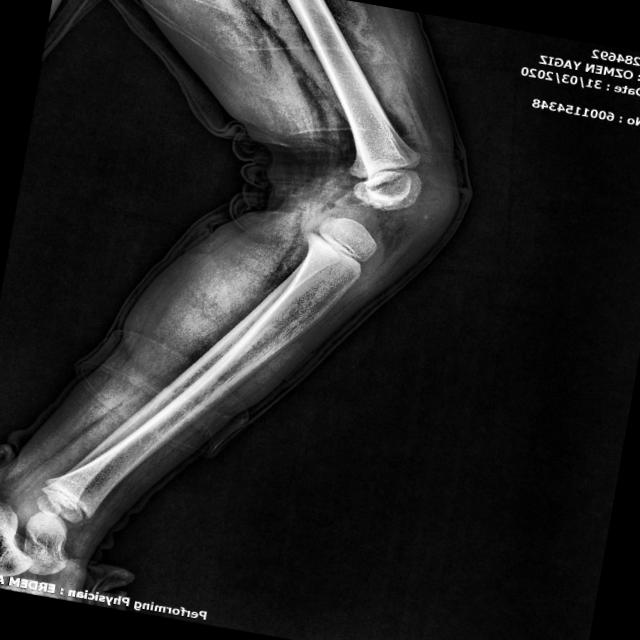 284692
: OZMEN YAGIZ
Date : 31/03/2020
No : 6001154348
Performing Physician : ERDEM A